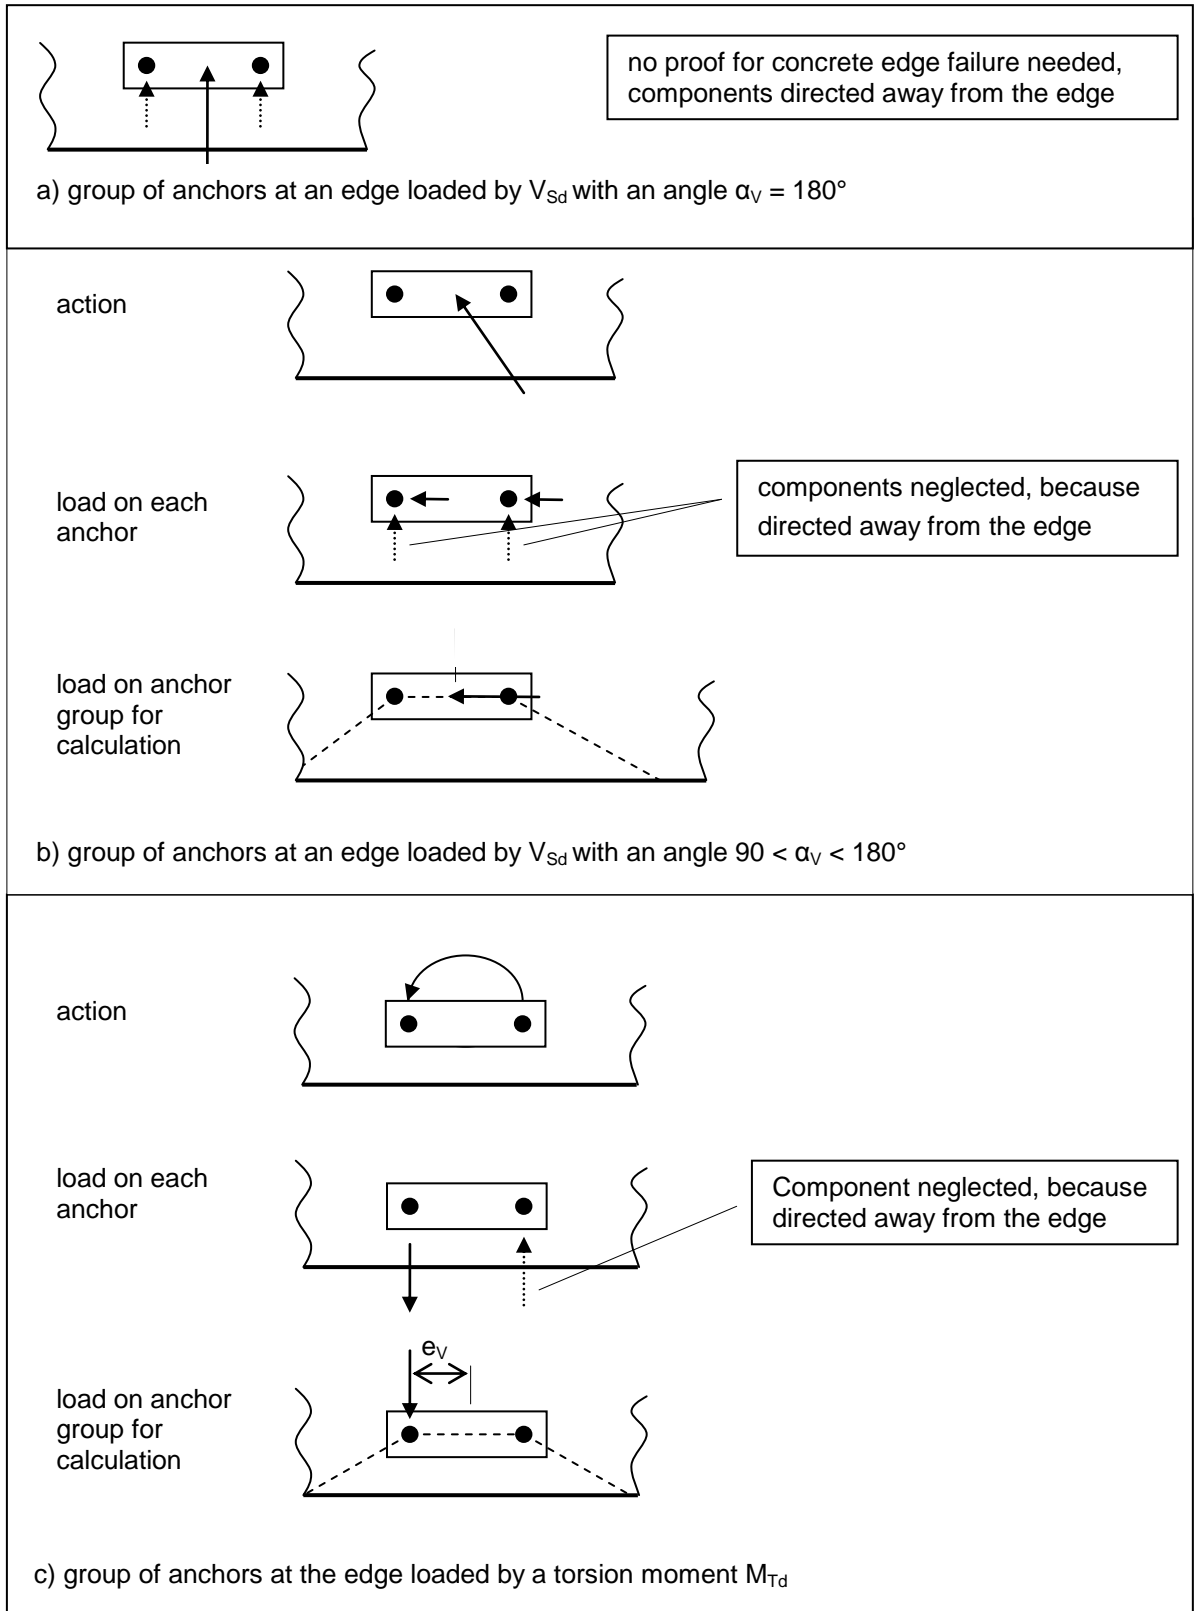 no proof for concrete edge failure needed,
components directed away from the edge
a) group of anchors at an edge loaded by V_Sd with an angle α_V = 180°
action
load on each
anchor
components neglected, because
directed away from the edge
load on anchor
group for
calculation
b) group of anchors at an edge loaded by V_Sd with an angle 90 < α_V < 180°
action
load on each
anchor
Component neglected, because
directed away from the edge
e_V
load on anchor
group for
calculation
c) group of anchors at the edge loaded by a torsion moment M_Td